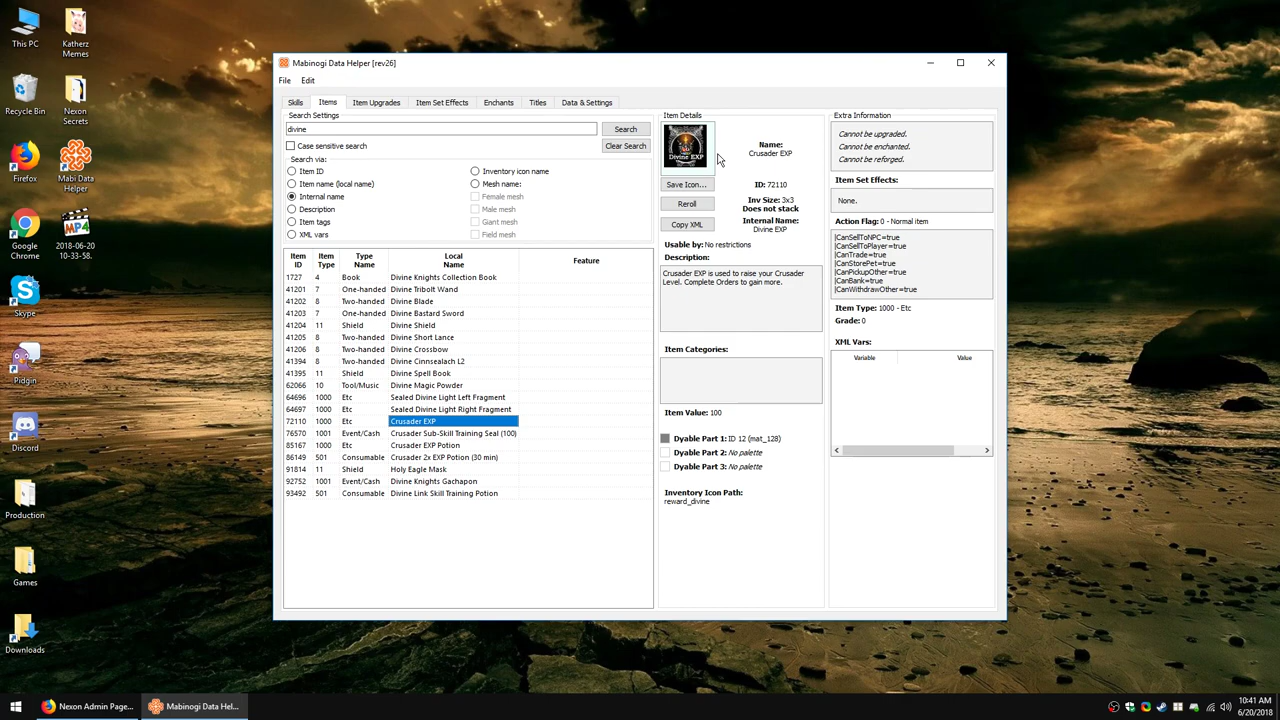 This PC
Katherz
Memes
Recycle Bin
Nexon
Secrets
Firefox
Mabi Data
Helper
Google
Chrome
MP4
2018-06-20
10-33-58.
Skype
Pidgin
Discord
Production
Games
Downloads
Mabinogi Data Helper [rev26]
File Edit
Skills Items Item Upgrades Item Set Effects Enchants Titles Data & Settings
Search Settings
divine Search
Case sensitive search Clear Search
Search via:
Item ID Inventory icon name
Item name (local name) Mesh name:
Internal name Female mesh
Description Male mesh
Item tags Giant mesh
XML vars Field mesh
Item ID Item Type Type Name Local Name Feature
1727 4 Book Divine Knights Collection Book
41201 7 One-handed Divine Tribolt Wand
41202 8 Two-handed Divine Blade
41203 7 One-handed Divine Bastard Sword
41204 11 Shield Divine Shield
41205 8 Two-handed Divine Short Lance
41206 8 Two-handed Divine Crossbow
41394 8 Two-handed Divine Cinnsealach L2
41395 11 Shield Divine Spell Book
62066 10 Tool/Music Divine Magic Powder
64696 1000 Etc Sealed Divine Light Left Fragment
64697 1000 Etc Sealed Divine Light Right Fragment
72110 1000 Etc Crusader EXP
76570 1001 Event/Cash Crusader Sub-Skill Training Seal (100)
85167 1000 Etc Crusader EXP Potion
86149 501 Consumable Crusader 2x EXP Potion (30 min)
91814 11 Shield Holy Eagle Mask
92752 1001 Event/Cash Divine Knights Gachapon
93492 501 Consumable Divine Link Skill Training Potion
Item Details
Divine EXP
Name:
Crusader EXP
Save Icon... ID: 72110
Reroll Inv Size: 3x3
Does not stack
Copy XML Internal Name:
Divine EXP
Usable by: No restrictions
Description:
Crusader EXP is used to raise your Crusader
Level. Complete Orders to gain more.
Item Categories:
Item Value: 100
Dyable Part 1: ID 12 (mat_128)
Dyable Part 2: No palette
Dyable Part 3: No palette
Inventory Icon Path:
reward_divine
Extra Information
Cannot be upgraded.
Cannot be enchanted.
Cannot be reforged.
Item Set Effects:
None.
Action Flag: 0 - Normal item
|CanSellToNPC=true
|CanSellToPlayer=true
|CanTrade=true
|CanStorePet=true
|CanPickupOther=true
|CanBank=true
|CanWithdrawOther=true
Item Type: 1000 - Etc
Grade: 0
XML Vars:
Variable Value
Nexon Admin Page... Mabinogi Data Hel...
10:41 AM
6/20/2018